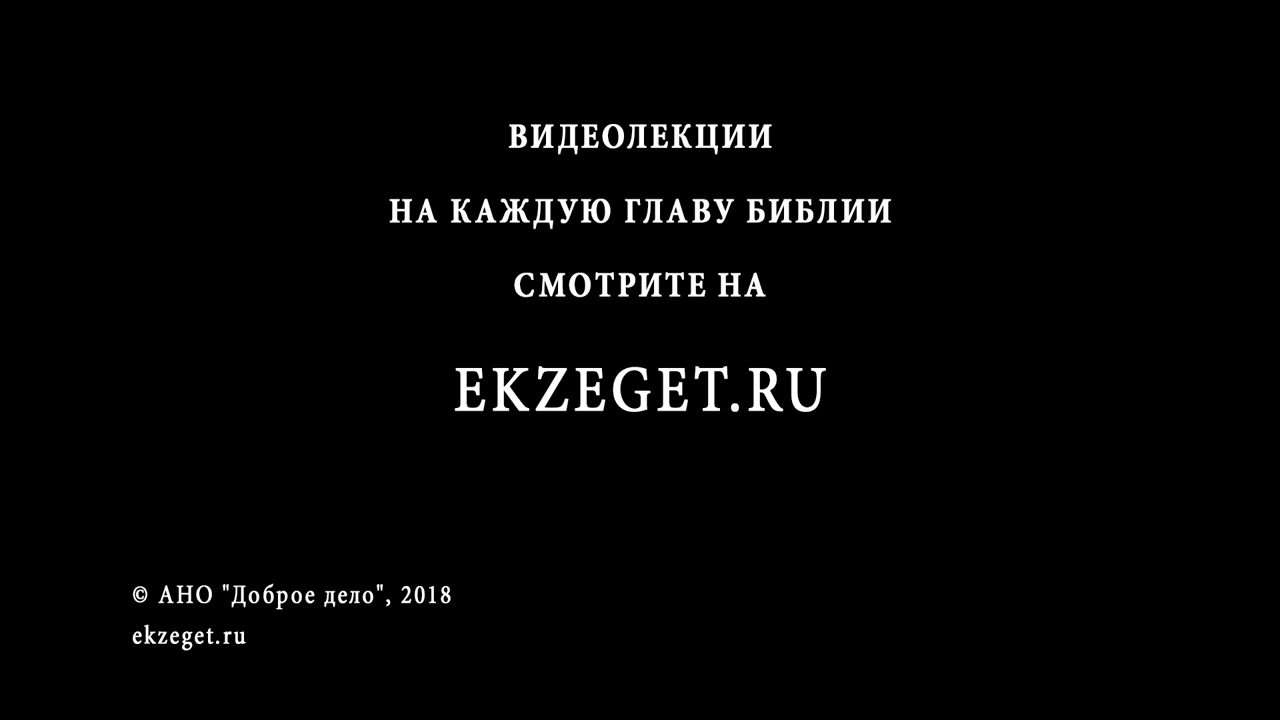 ВИДЕОЛЕКЦИИ
НА КАЖДУЮ ГЛАВУ БИБЛИИ
СМОТРИТЕ НА
EKZEGET.RU
© АНО "Доброе дело", 2018
ekzeget.ru